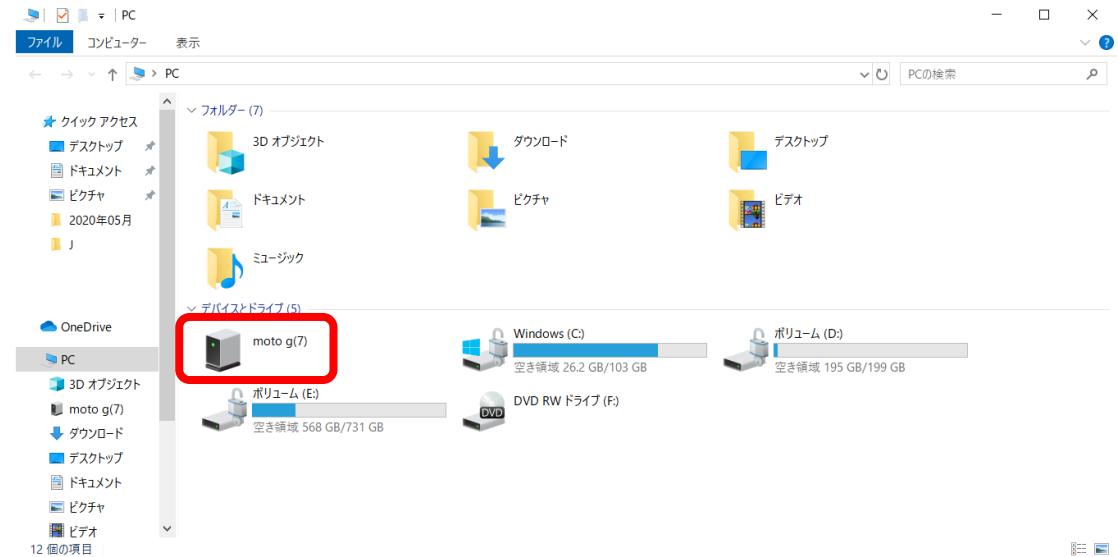 PC
ファイル コンピューター 表示
PC
PCの検索
クイック アクセス
デスクトップ
ドキュメント
ピクチャ
2020年05月
J
OneDrive
PC
3D オブジェクト
moto g(7)
ダウンロード
デスクトップ
ドキュメント
ピクチャ
ビデオ
フォルダー (7)
3D オブジェクト
ダウンロード
デスクトップ
ドキュメント
ピクチャ
ビデオ
ミュージック
デバイスとドライブ (5)
moto g(7)
Windows (C:)
空き領域 26.2 GB/103 GB
ボリューム (D:)
空き領域 195 GB/199 GB
ボリューム (E:)
空き領域 568 GB/731 GB
DVD
DVD RW ドライブ (F:)
12 個の項目